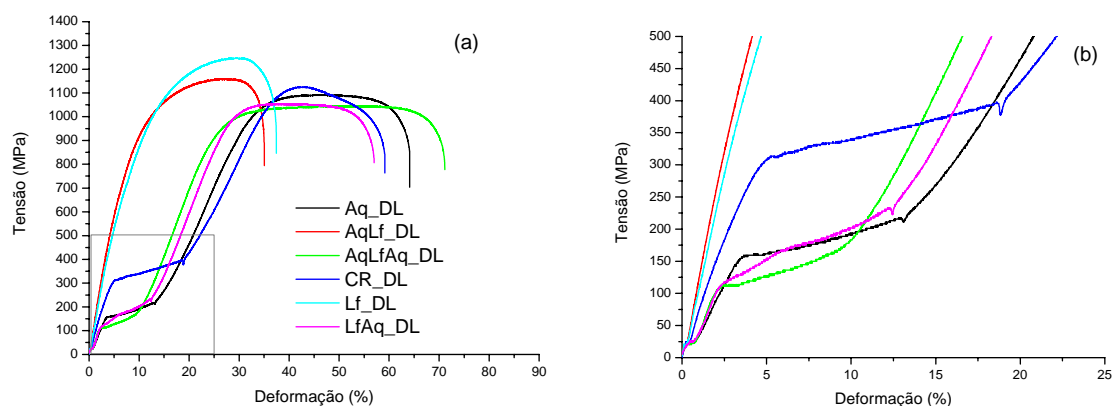 (a)
Tensão (MPa)
1400
1300
1200
1100
1000
900
800
700
600
500
400
300
200
100
0
0 10 20 30 40 50 60 70 80 90
Deformação (%)
Aq_DL
AqLf_DL
AqLfAq_DL
CR_DL
Lf_DL
LfAq_DL
(b)
Tensão (MPa)
500
450
400
350
300
250
200
150
100
50
0
0 5 10 15 20 25
Deformação (%)